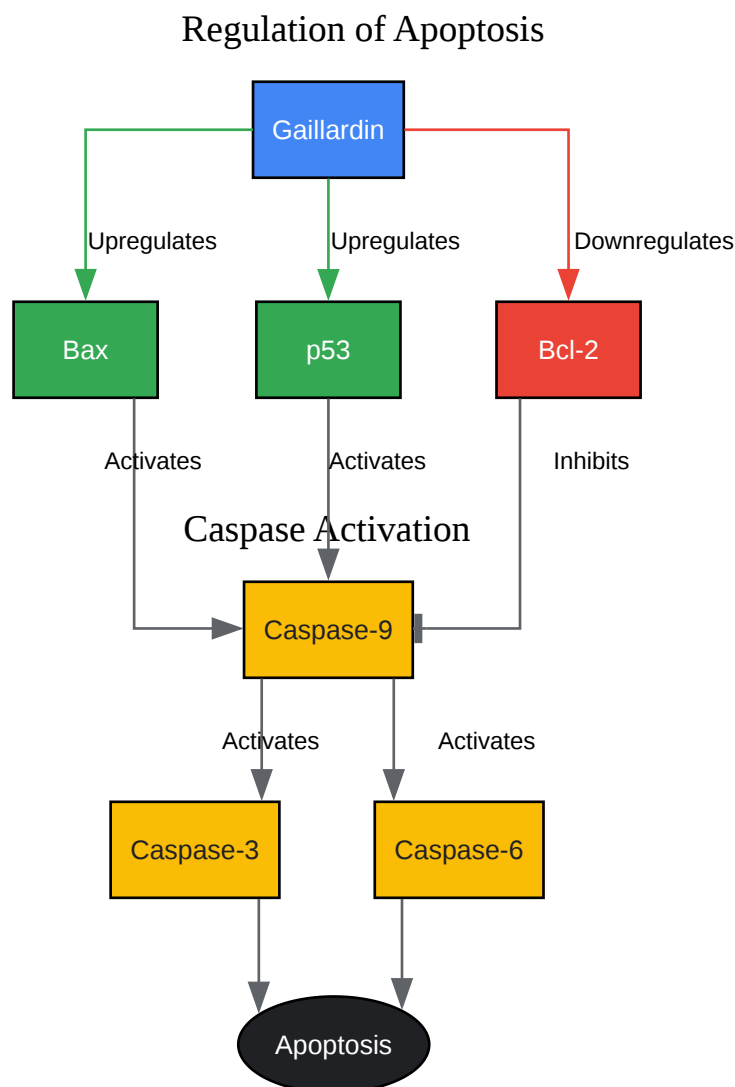 Regulation of Apoptosis
Gaillardin
Upregulates
Upregulates
Downregulates
Bax
p53
Bcl-2
Activates
Activates
Inhibits
Caspase Activation
Caspase-9
Activates
Activates
Caspase-3
Caspase-6
Apoptosis